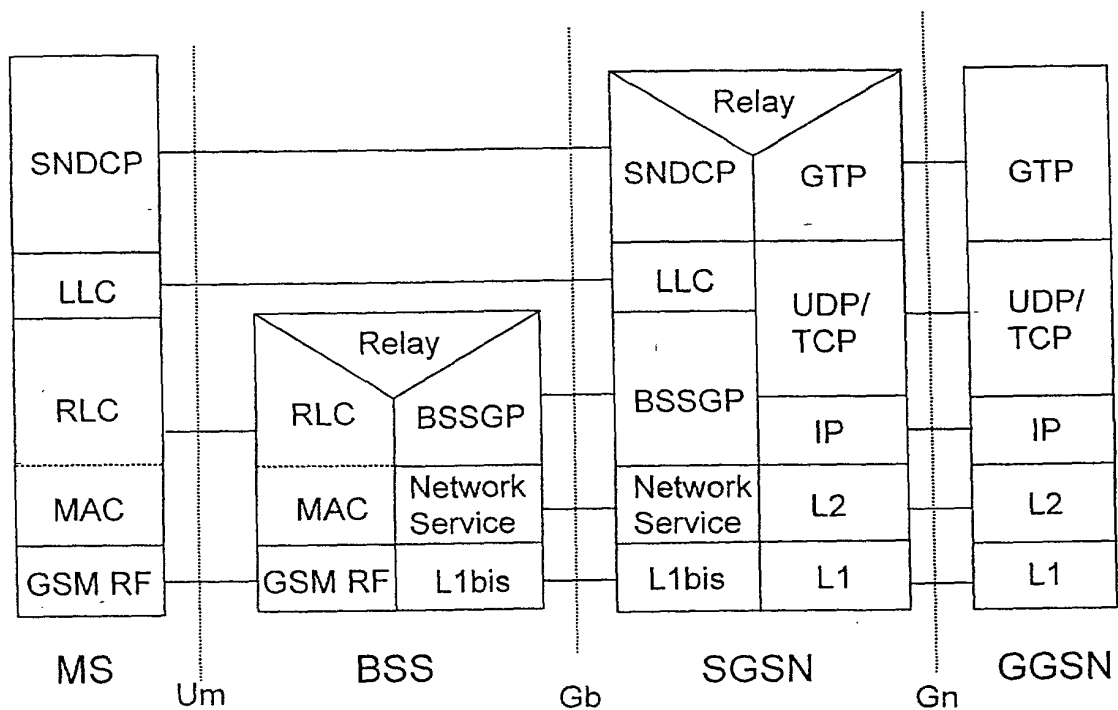 Relay
SNDCP
SNDCP
GTP
GTP
LLC
LLC
UDP/
TCP
UDP/
TCP
Relay
RLC
RLC
BSSGP
BSSGP
IP
IP
MAC
MAC
Network
Service
Network
Service
L2
L2
GSM RF
GSM RF
L1bis
L1bis
L1
L1
MS
BSS
SGSN
GGSN
Um
Gb
Gn